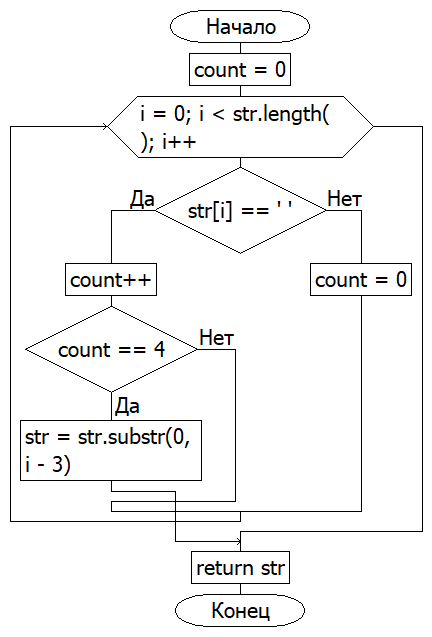 Начало
count = 0
i = 0; i < str.length(
); i++
Да
Нет
str[i] == ' '
count++
count = 0
Нет
count == 4
Да
str = str.substr(0,
i - 3)
return str
Конец